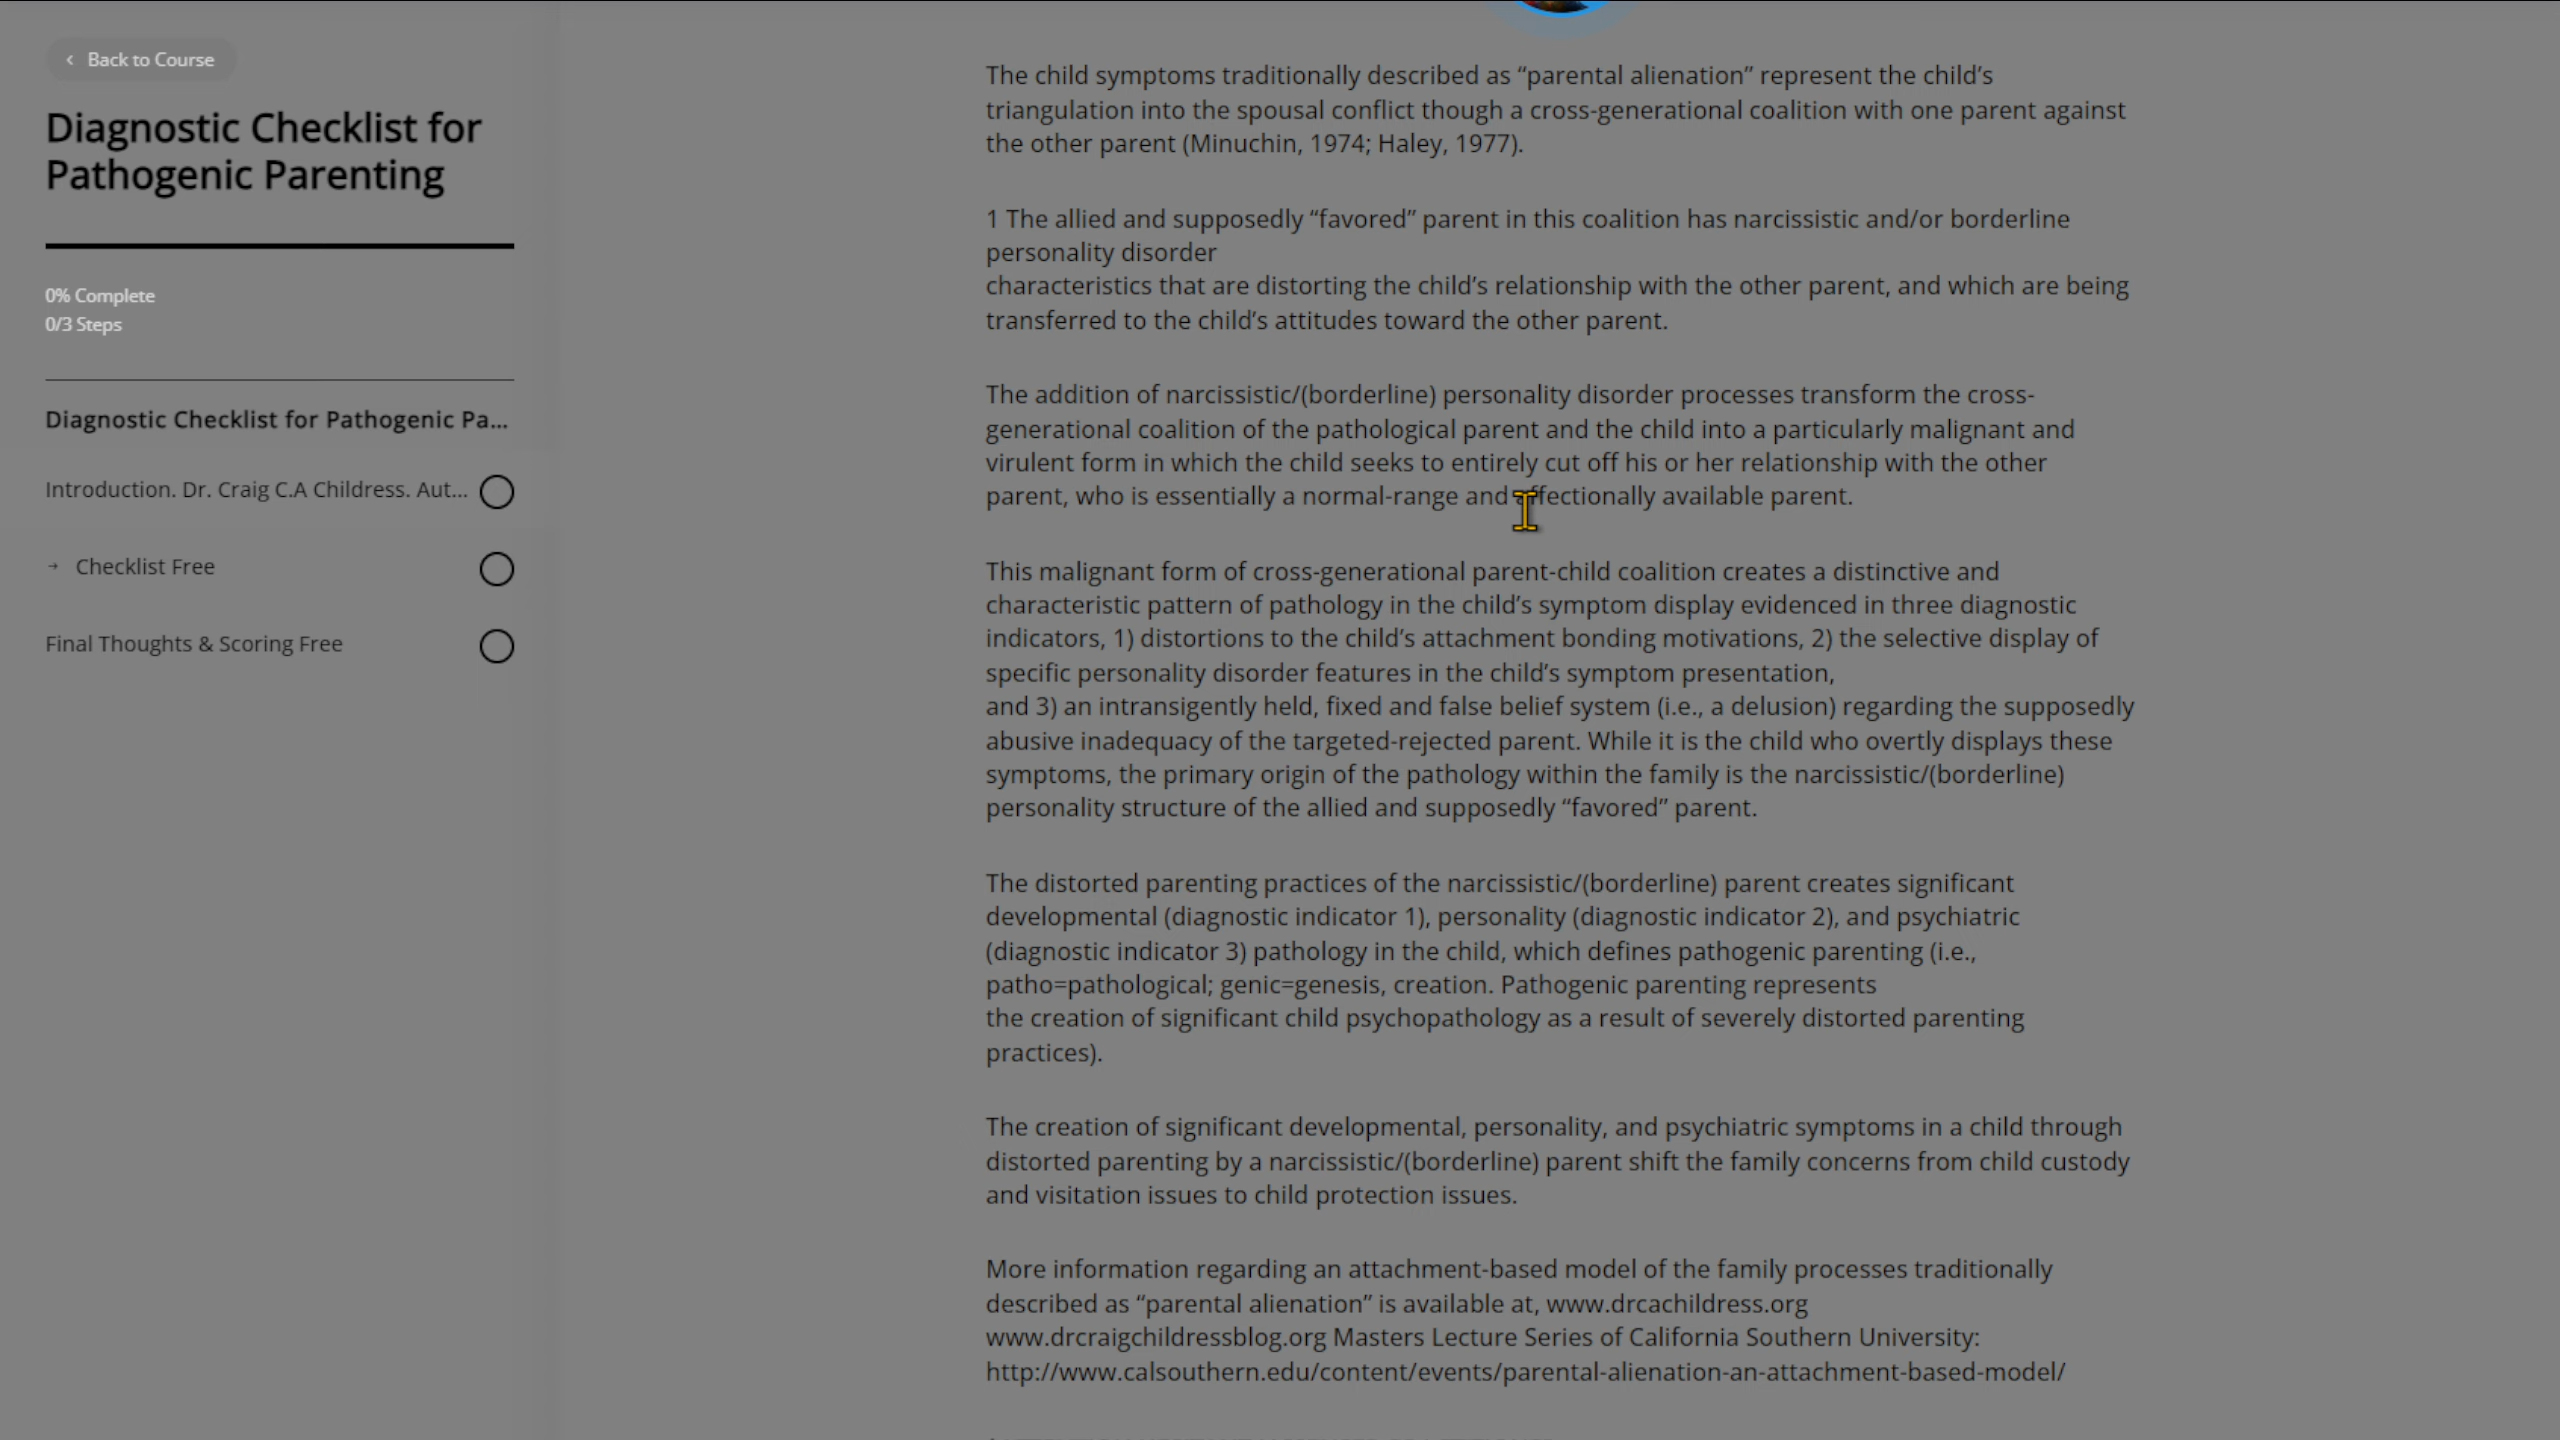 Back to Course
Diagnostic Checklist for
Pathogenic Parenting
0% Complete
0/3 Steps
Diagnostic Checklist for Pathogenic Pa...
Introduction. Dr. Craig C.A Childress. Aut...
Checklist Free
Final Thoughts & Scoring Free
The child symptoms traditionally described as “parental alienation” represent the child’s
triangulation into the spousal conflict though a cross-generational coalition with one parent against
the other parent (Minuchin, 1974; Haley, 1977).
1 The allied and supposedly “favored” parent in this coalition has narcissistic and/or borderline
personality disorder
characteristics that are distorting the child’s relationship with the other parent, and which are being
transferred to the child’s attitudes toward the other parent.
The addition of narcissistic/(borderline) personality disorder processes transform the cross-
generational coalition of the pathological parent and the child into a particularly malignant and
virulent form in which the child seeks to entirely cut off his or her relationship with the other
parent, who is essentially a normal-range and affectionally available parent.
This malignant form of cross-generational parent-child coalition creates a distinctive and
characteristic pattern of pathology in the child’s symptom display evidenced in three diagnostic
indicators, 1) distortions to the child’s attachment bonding motivations, 2) the selective display of
specific personality disorder features in the child’s symptom presentation,
and 3) an intransigently held, fixed and false belief system (i.e., a delusion) regarding the supposedly
abusive inadequacy of the targeted-rejected parent. While it is the child who overtly displays these
symptoms, the primary origin of the pathology within the family is the narcissistic/(borderline)
personality structure of the allied and supposedly “favored” parent.
The distorted parenting practices of the narcissistic/(borderline) parent creates significant
developmental (diagnostic indicator 1), personality (diagnostic indicator 2), and psychiatric
(diagnostic indicator 3) pathology in the child, which defines pathogenic parenting (i.e.,
patho=pathological; genic=genesis, creation. Pathogenic parenting represents
the creation of significant child psychopathology as a result of severely distorted parenting
practices).
The creation of significant developmental, personality, and psychiatric symptoms in a child through
distorted parenting by a narcissistic/(borderline) parent shift the family concerns from child custody
and visitation issues to child protection issues.
More information regarding an attachment-based model of the family processes traditionally
described as “parental alienation” is available at, www.drcachildress.org
www.drcraigchildressblog.org Masters Lecture Series of California Southern University:
http://www.calsouthern.edu/content/events/parental-alienation-an-attachment-based-model/